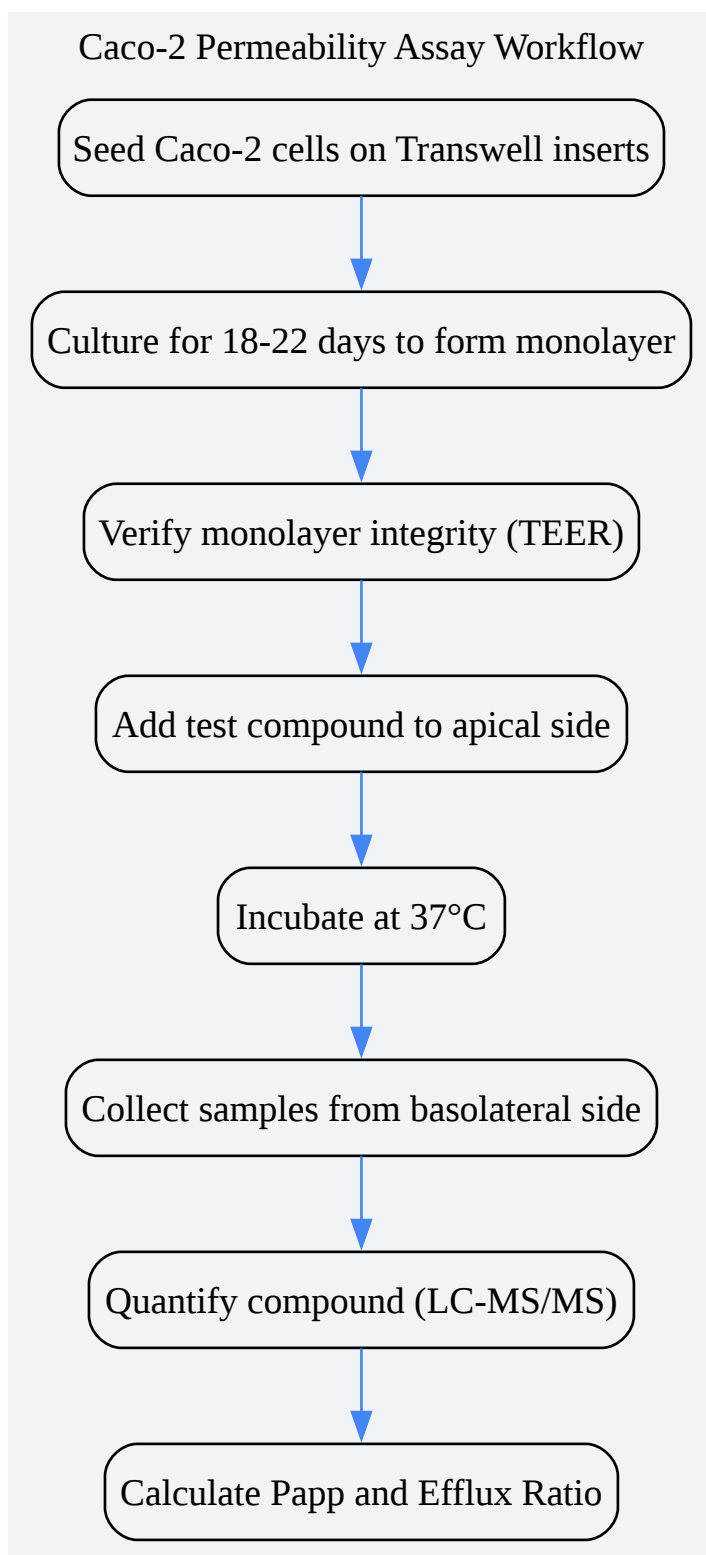 Caco-2 Permeability Assay Workflow
Seed Caco-2 cells on Transwell inserts
Culture for 18-22 days to form monolayer
Verify monolayer integrity (TEER)
Add test compound to apical side
Incubate at 37°C
Collect samples from basolateral side
Quantify compound (LC-MS/MS)
Calculate Papp and Efflux Ratio